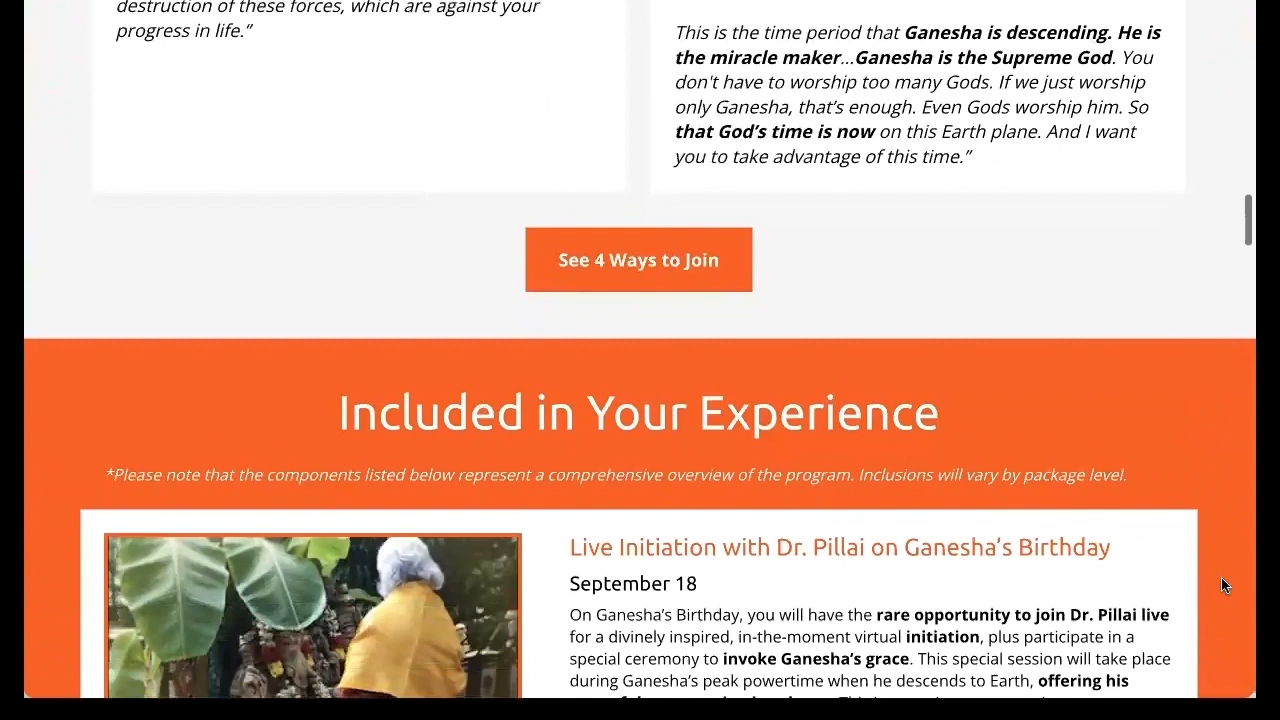 destruction of these forces, which are against your
progress in life.”
This is the time period that Ganesha is descending. He is
the miracle maker…Ganesha is the Supreme God. You
don't have to worship too many Gods. If we just worship
only Ganesha, that’s enough. Even Gods worship him. So
that God’s time is now on this Earth plane. And I want
you to take advantage of this time.”
See 4 Ways to Join
Included in Your Experience
*Please note that the components listed below represent a comprehensive overview of the program. Inclusions will vary by package level.
Live Initiation with Dr. Pillai on Ganesha’s Birthday
September 18
On Ganesha’s Birthday, you will have the rare opportunity to join Dr. Pillai live
for a divinely inspired, in-the-moment virtual initiation, plus participate in a
special ceremony to invoke Ganesha’s grace. This special session will take place
during Ganesha’s peak powertime when he descends to Earth, offering his